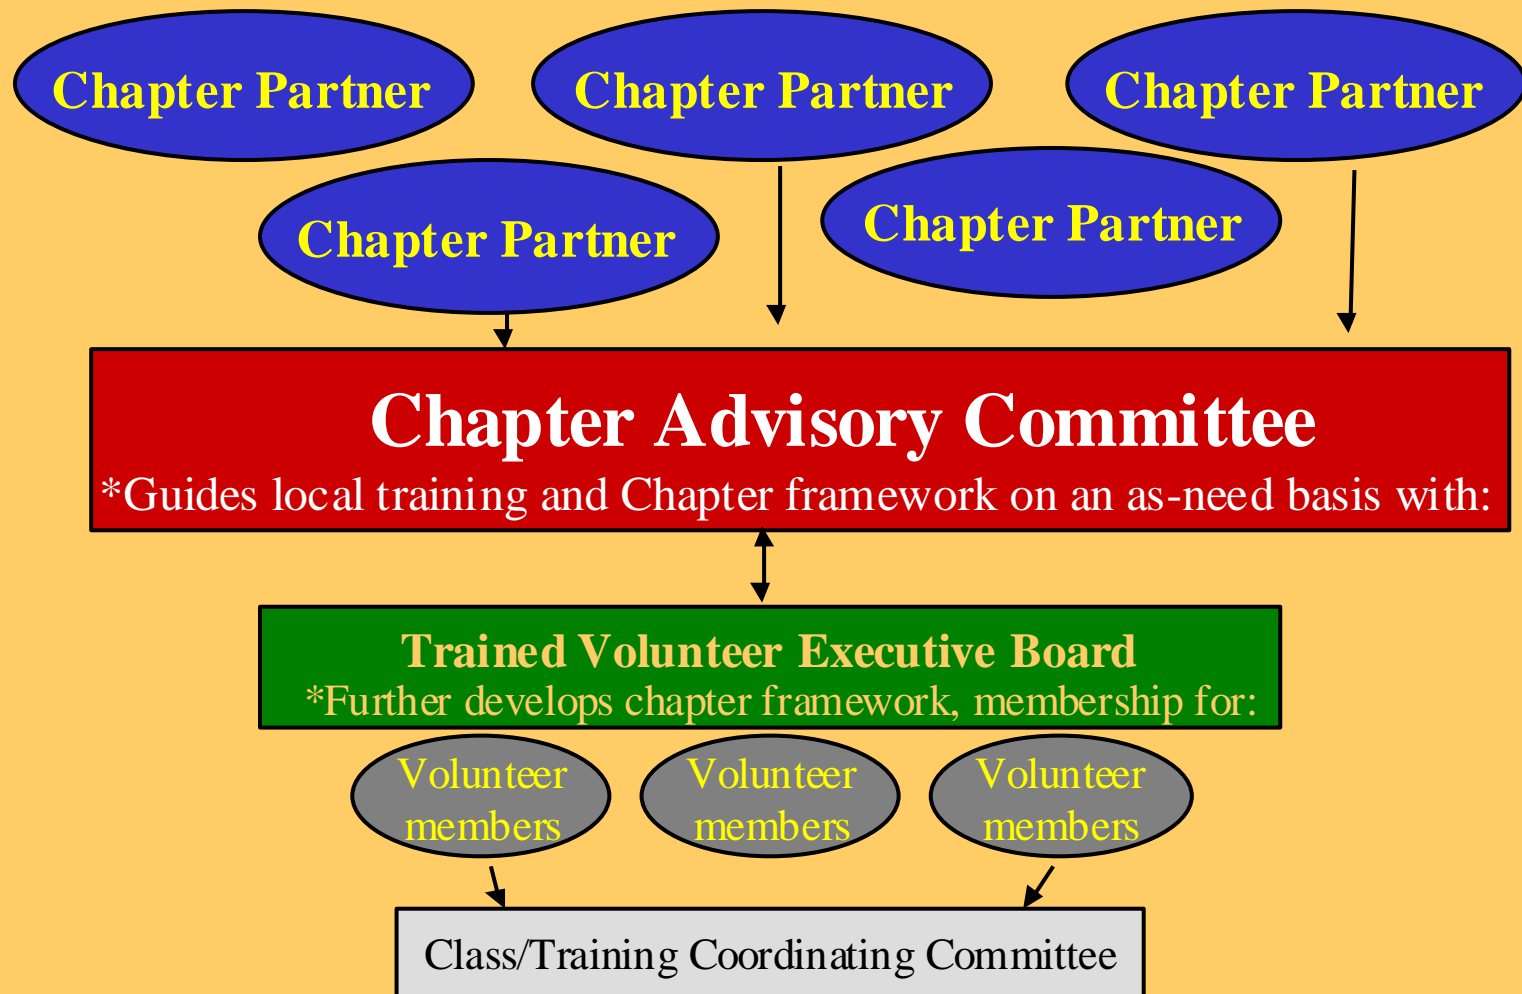 Chapter Partner
Chapter Partner
Chapter Partner
Chapter Partner
Chapter Partner
Chapter Advisory Committee
*Guides local training and Chapter framework on an as-need basis with:
Trained Volunteer Executive Board
*Further develops chapter framework, membership for:
Volunteer
members
Volunteer
members
Volunteer
members
Class/Training Coordinating Committee